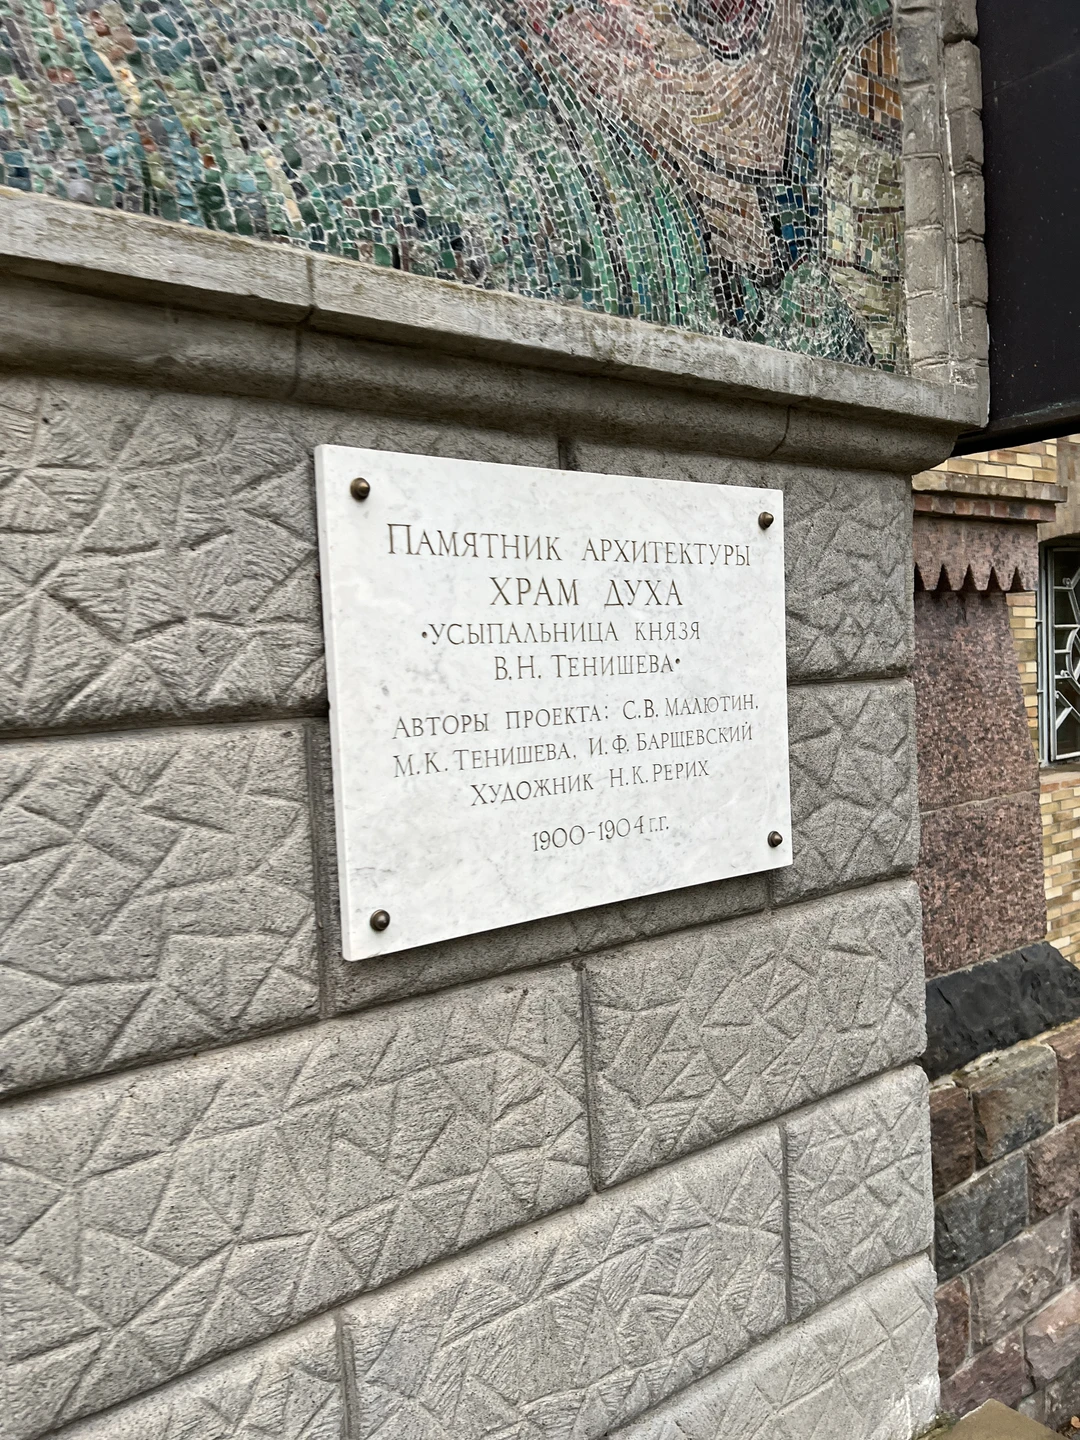 ПАМЯТНИК АРХИТЕКТУРЫ
ХРАМ ДУХА
•УСЫПАЛЬНИЦА КНЯЗЯ
В.Н. ТЕНИШЕВА•
АВТОРЫ ПРОЕКТА: С.В. МАЛЮТИН,
М.К. ТЕНИШЕВА, И.Ф. БАРЩЕВСКИЙ
ХУДОЖНИК Н.К. РЕРИХ
1900-1904 г.г.